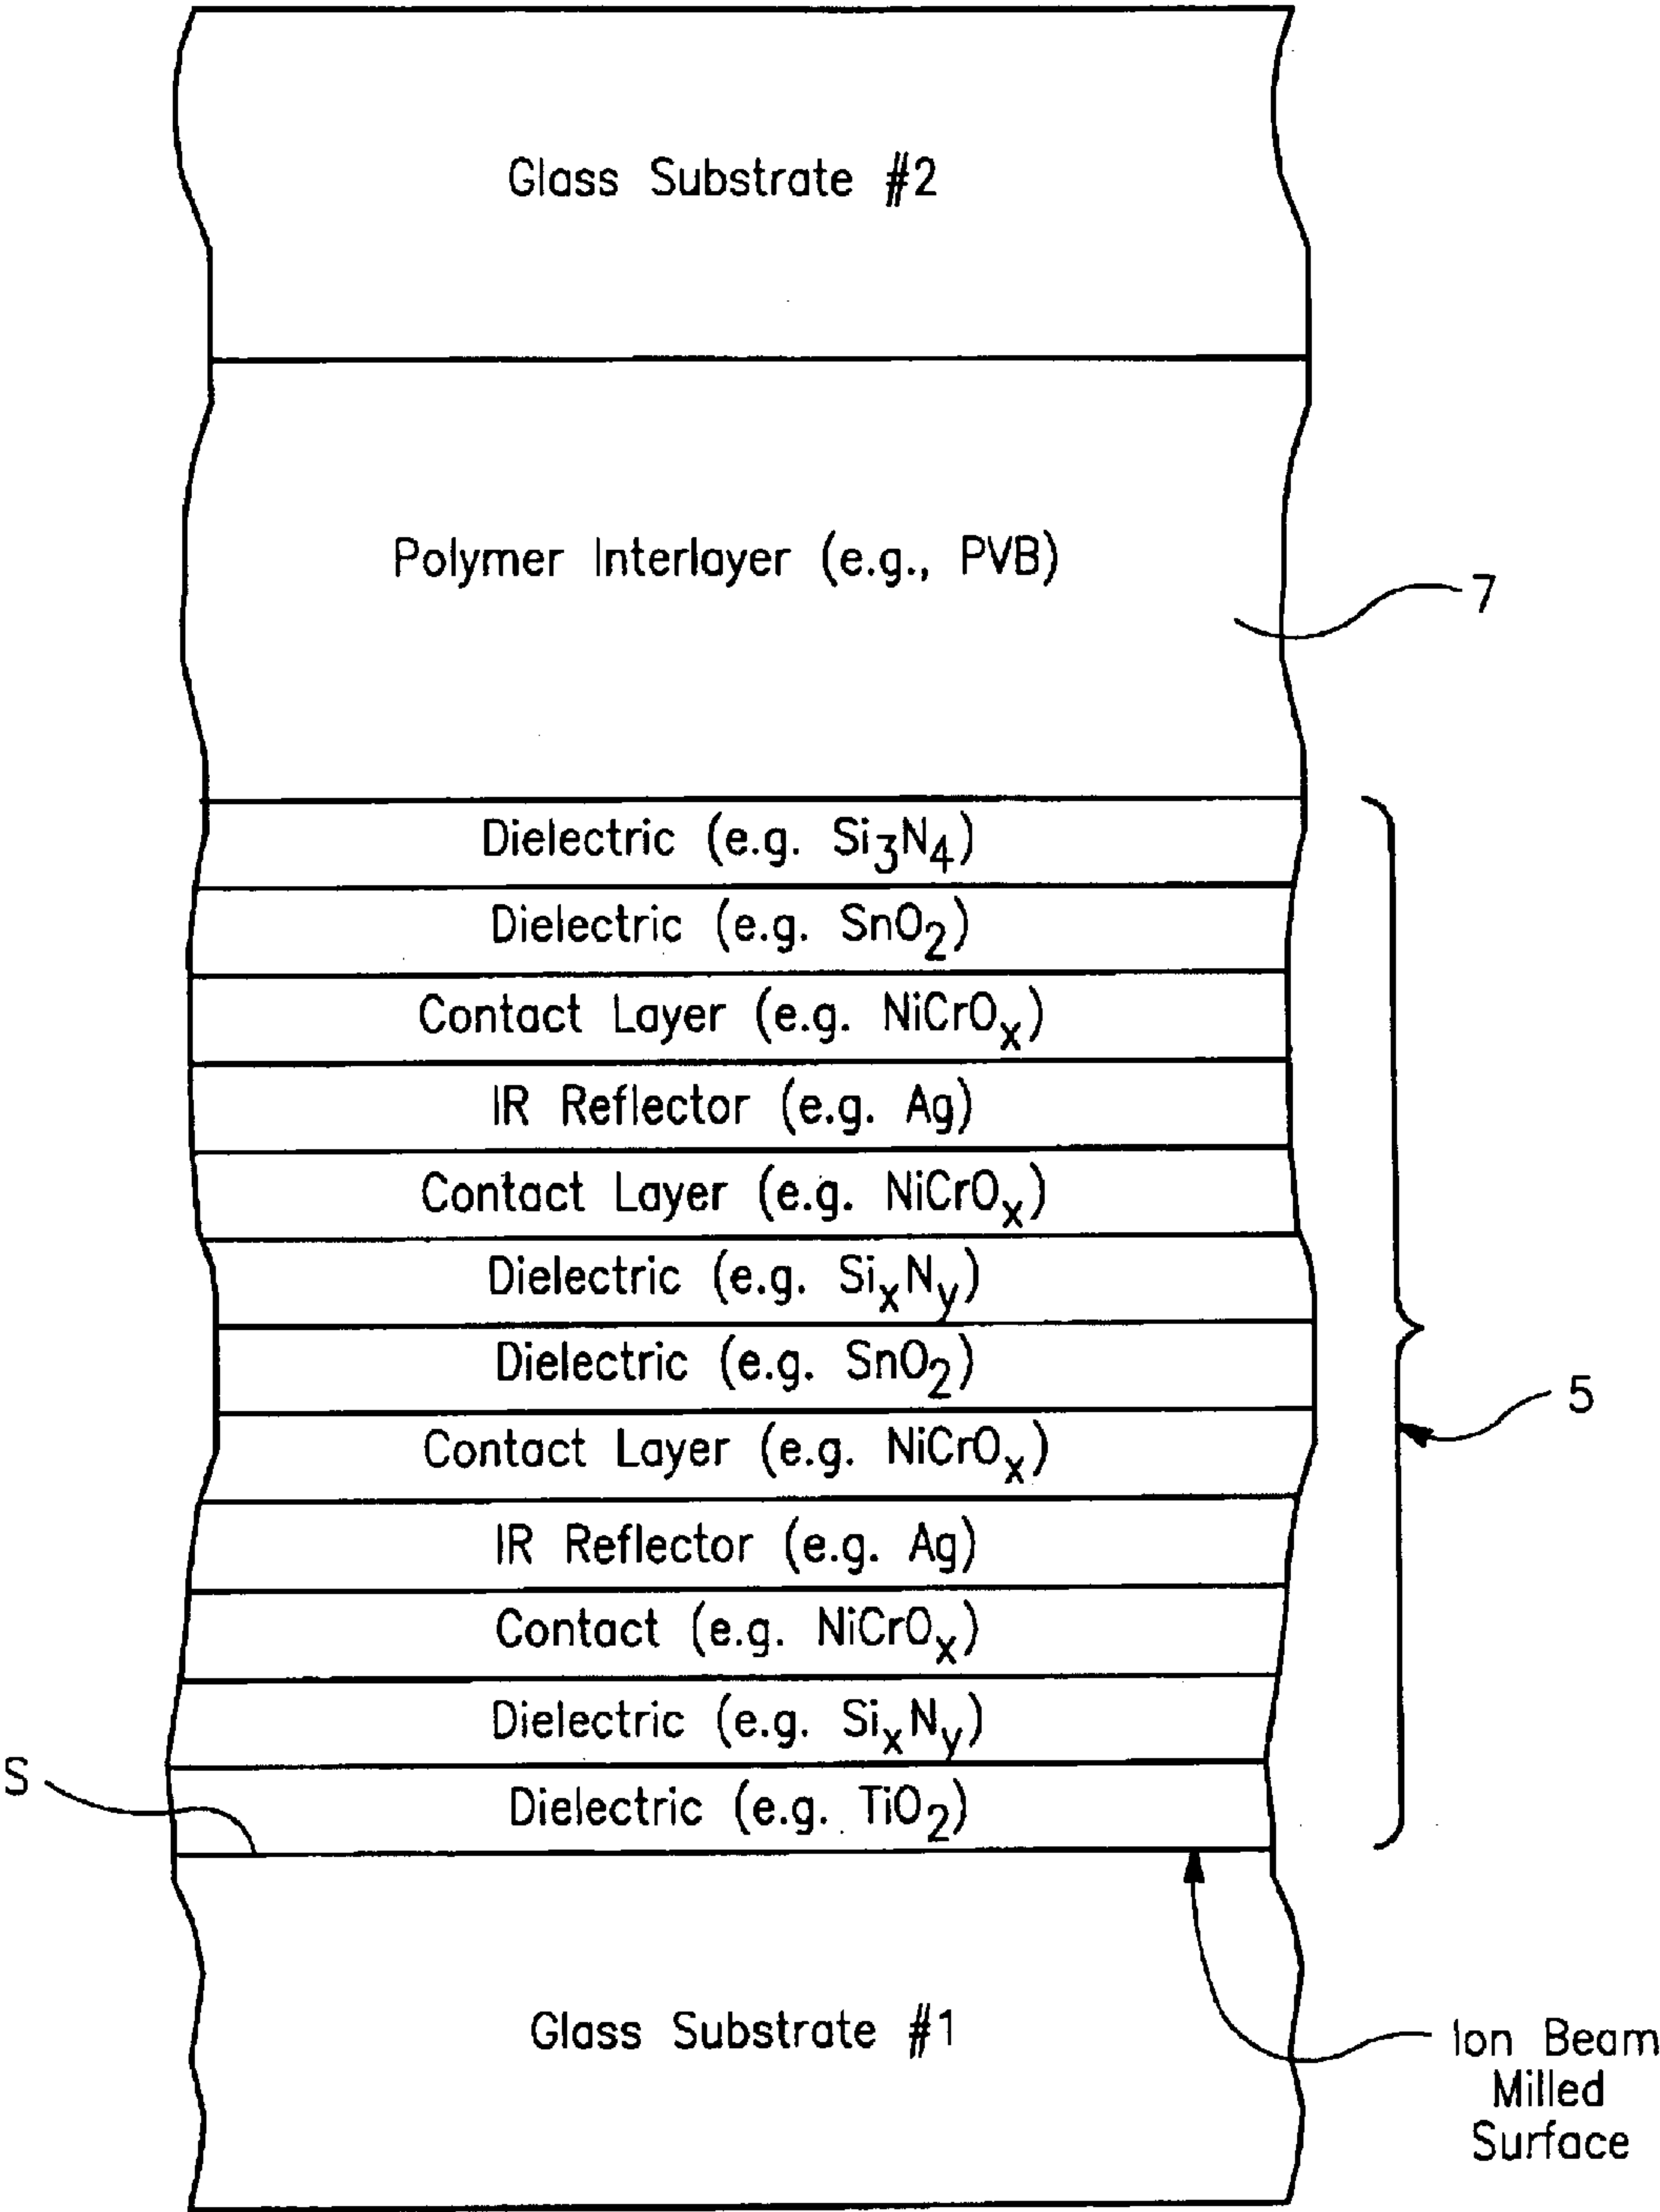 Glass Substrate #2
Polymer Interlayer (e.g., PVB)
7
Dielectric (e.g. Si₃N₄)
Dielectric (e.g. SnO₂)
Contact Layer (e.g. NiCrOₓ)
IR Reflector (e.g. Ag)
Contact Layer (e.g. NiCrOₓ)
Dielectric (e.g. SiₓNᵧ)
Dielectric (e.g. SnO₂)
5
Contact Layer (e.g. NiCrOₓ)
IR Reflector (e.g. Ag)
Contact (e.g. NiCrOₓ)
Dielectric (e.g. SiₓNᵧ)
S
Dielectric (e.g. TiO₂)
Glass Substrate #1
Ion Beam
Milled
Surface